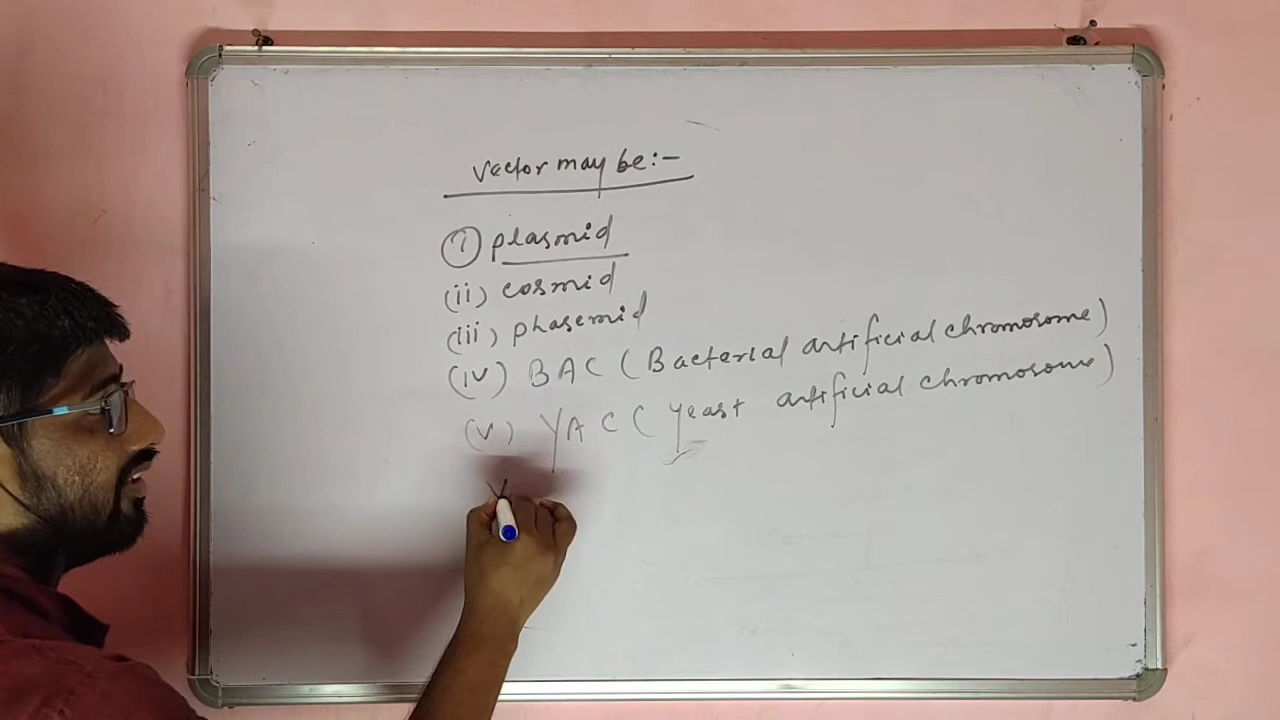 vector may be:-
(i) plasmid
(ii) cosmid
(iii) phasemid
(iv) BAC (Bacterial artificial chromosome)
(v) YAC (yeast artificial chromosome)